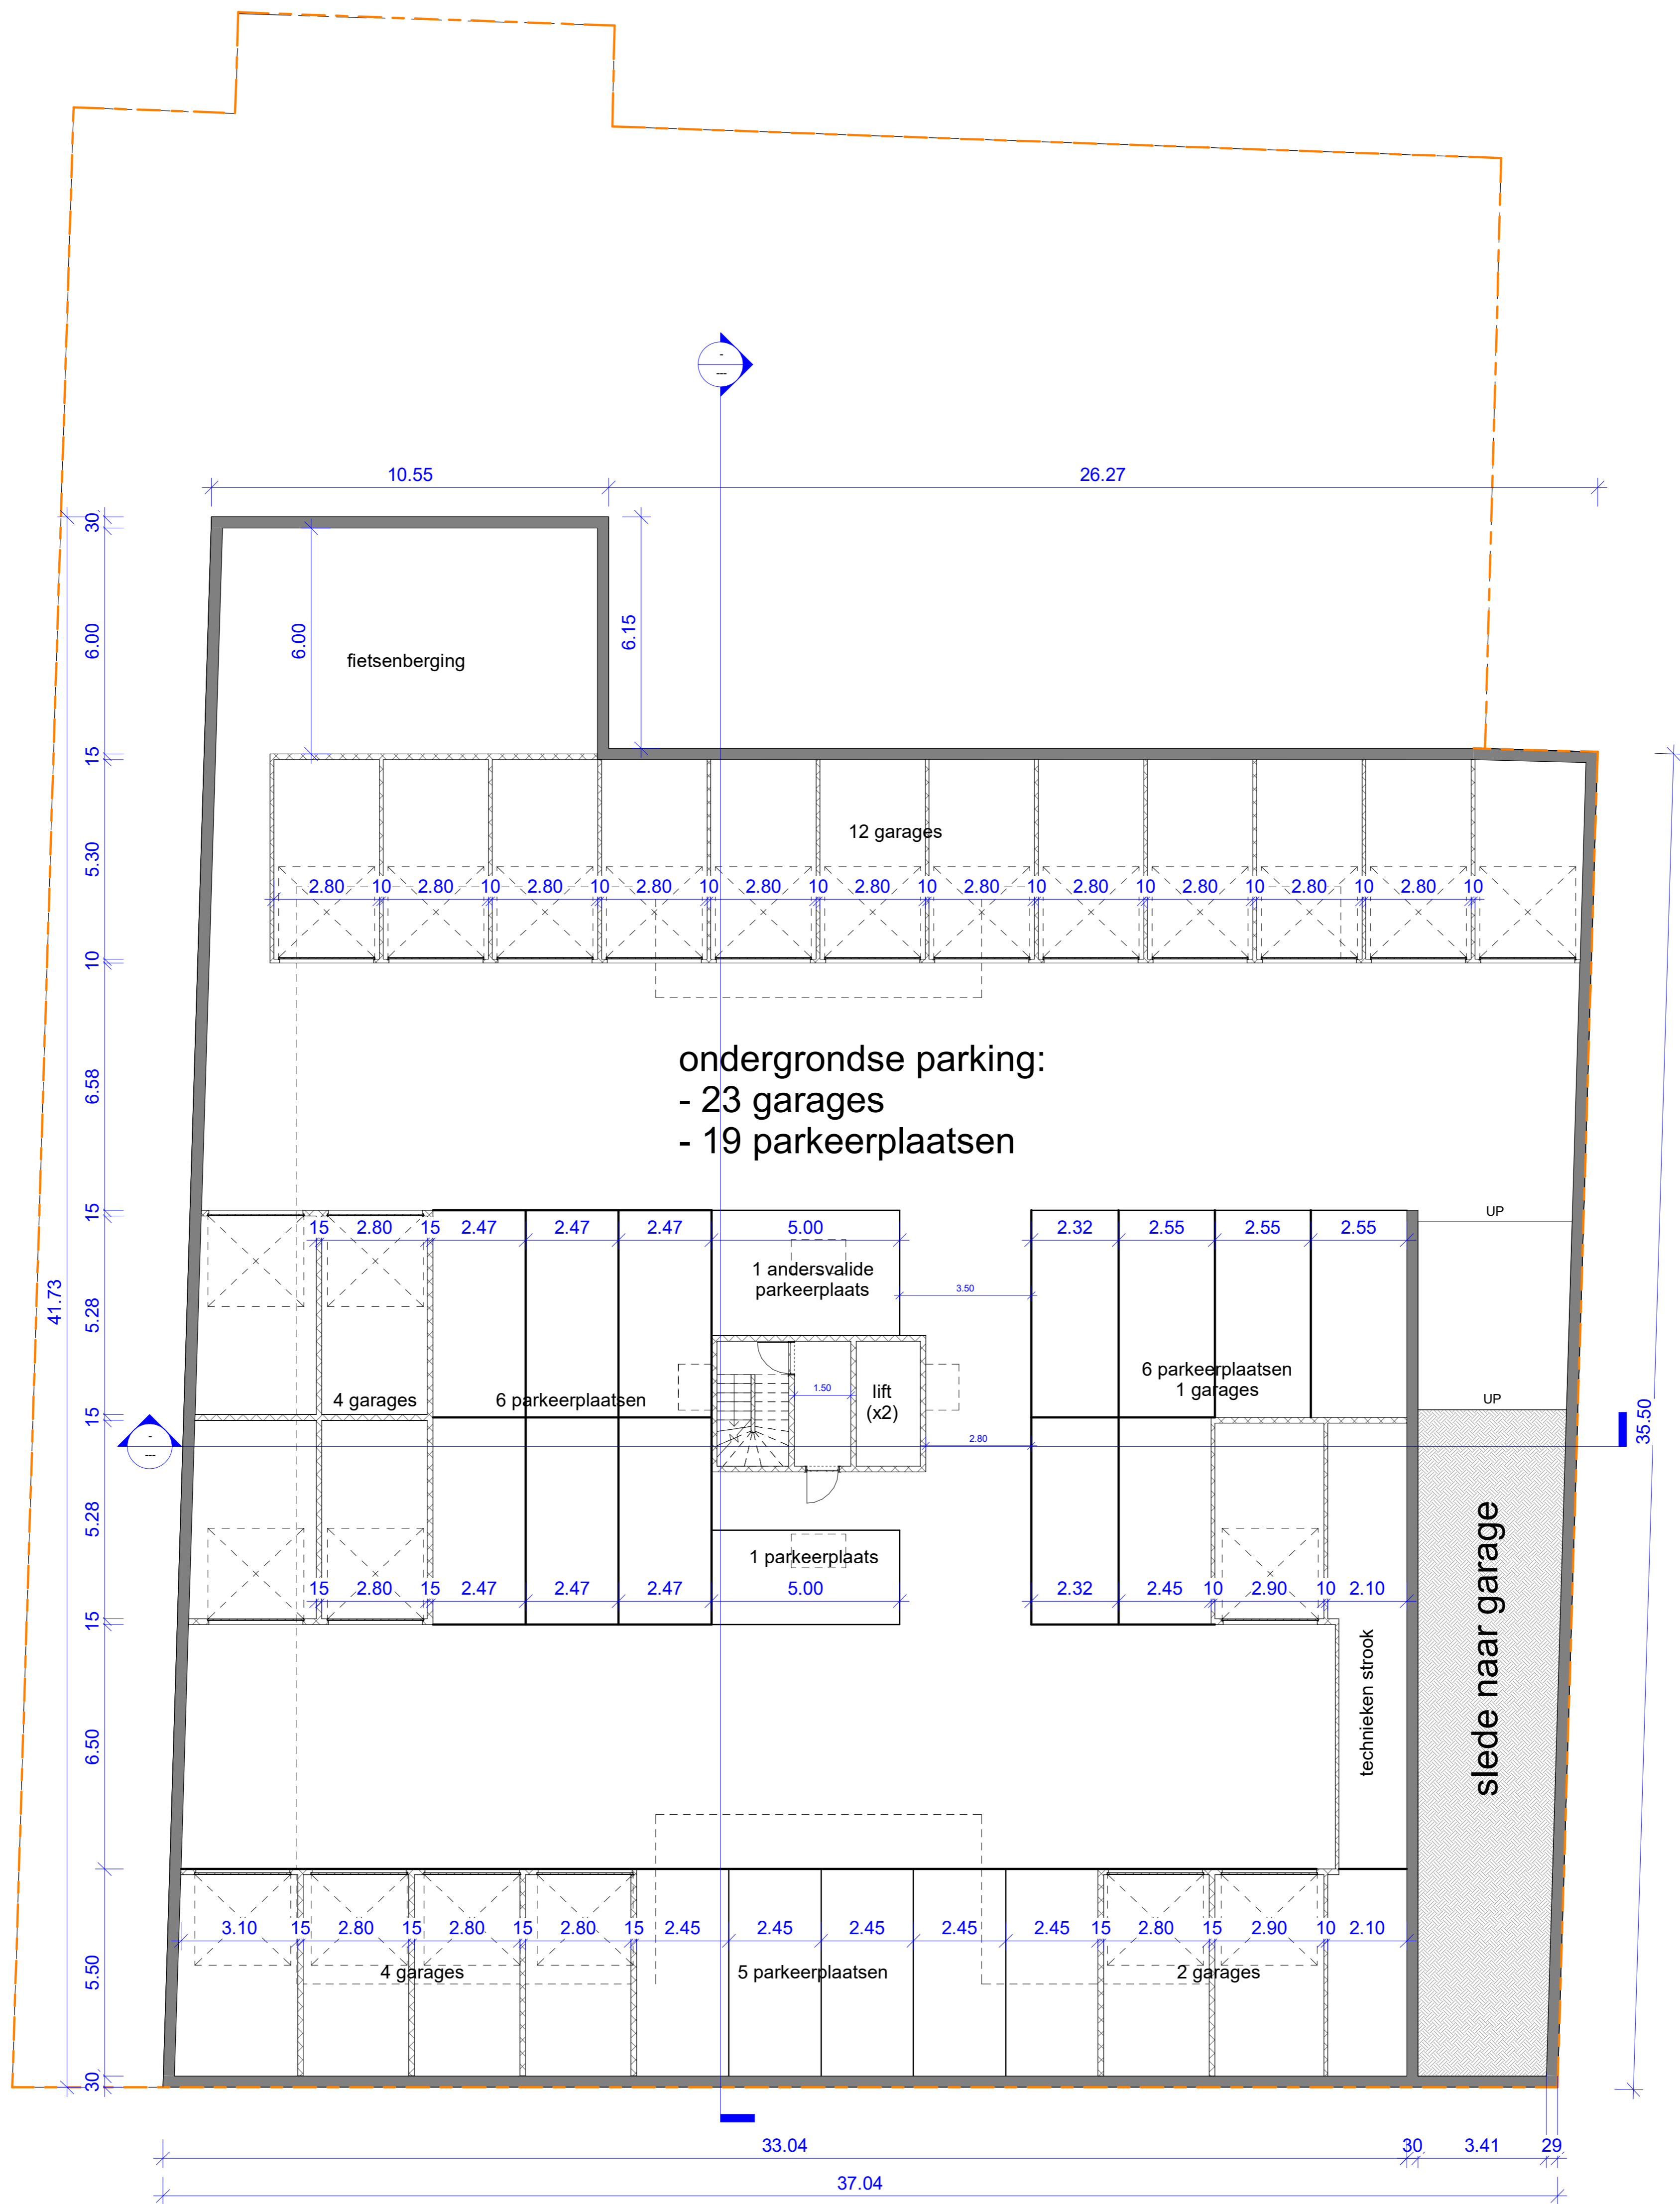 -
---
10.55
26.27
30
6.00
6.00
6.15
fietsenberging
15
12 garages
5.30
2.80 10 2.80 10 2.80 10 2.80 10 2.80 10 2.80 10 2.80 10 2.80 10 2.80 10 2.80 10 2.80 10
10
ondergrondse parking:
- 23 garages
- 19 parkeerplaatsen
6.58
15
UP
15 2.80 15 2.47 2.47 2.47 5.00 2.32 2.55 2.55 2.55
1 andersvalide
parkeerplaats
3.50
41.73
5.28
4 garages
6 parkeerplaatsen
1.50
lift
(x2)
6 parkeerplaatsen
1 garages
UP
15
-
---
2.80
35.50
5.28
1 parkeerplaats
15 2.80 15 2.47 2.47 2.47 5.00 2.32 2.45 10 2.90 10 2.10
15
technieken strook
slede naar garage
6.50
3.10 15 2.80 15 2.80 15 2.80 15 2.45 2.45 2.45 2.45 2.45 15 2.80 15 2.90 10 2.10
5.50
4 garages
5 parkeerplaatsen
2 garages
30
33.04
30
3.41
29
37.04